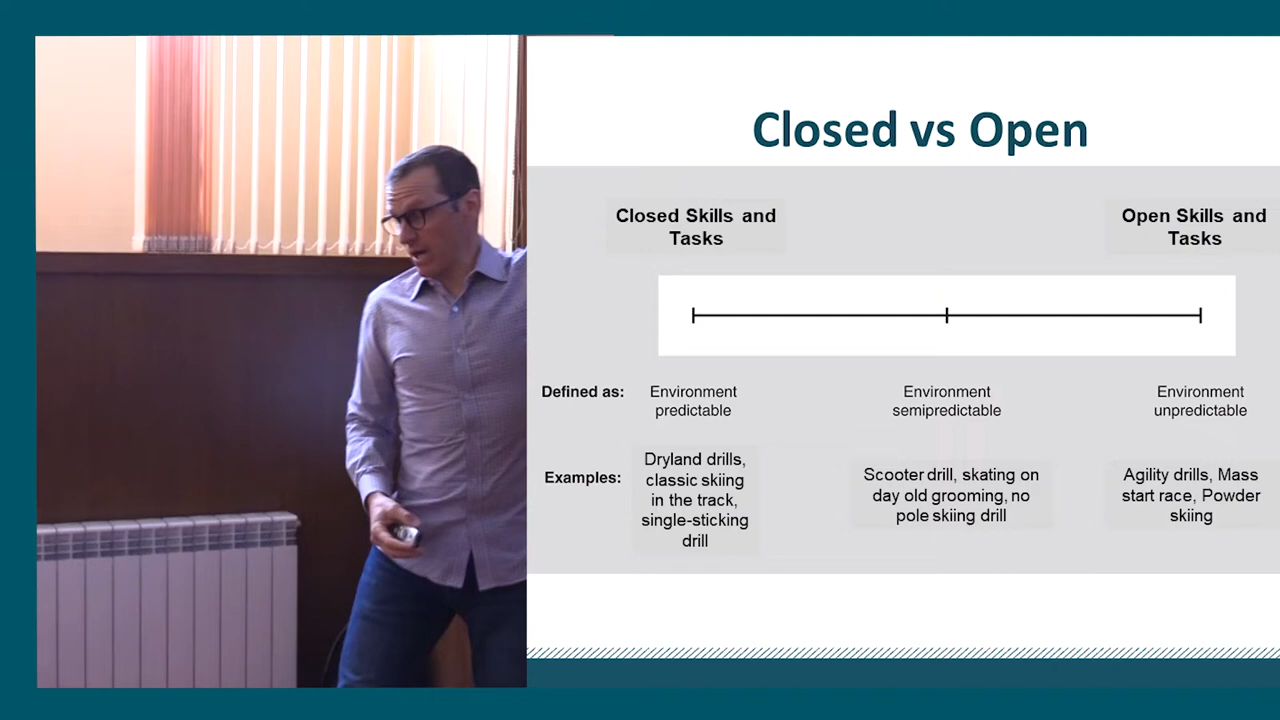 Closed vs Open
Closed Skills and
Tasks
Open Skills and
Tasks
Defined as:
Environment
predictable
Environment
semipredictable
Environment
unpredictable
Examples:
Dryland drills,
classic skiing
in the track,
single-sticking
drill
Scooter drill, skating on
day old grooming, no
pole skiing drill
Agility drills, Mass
start race, Powder
skiing